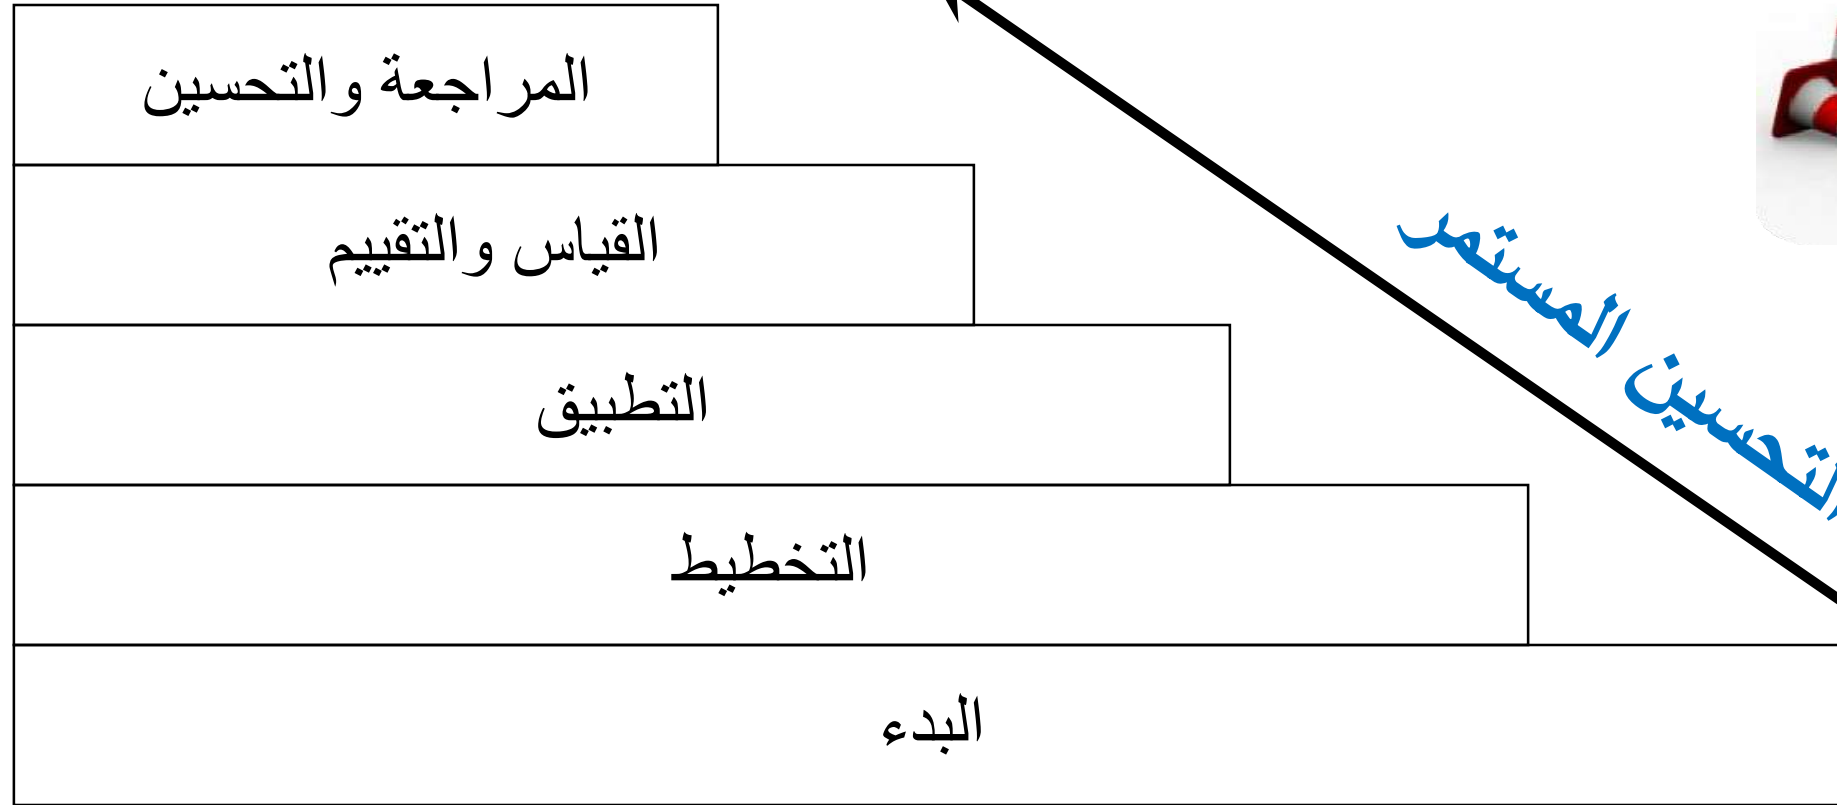 المراجعة والتحسين
القياس والتقييم
التطبيق
التخطيط
البدء
التحسين المستمر